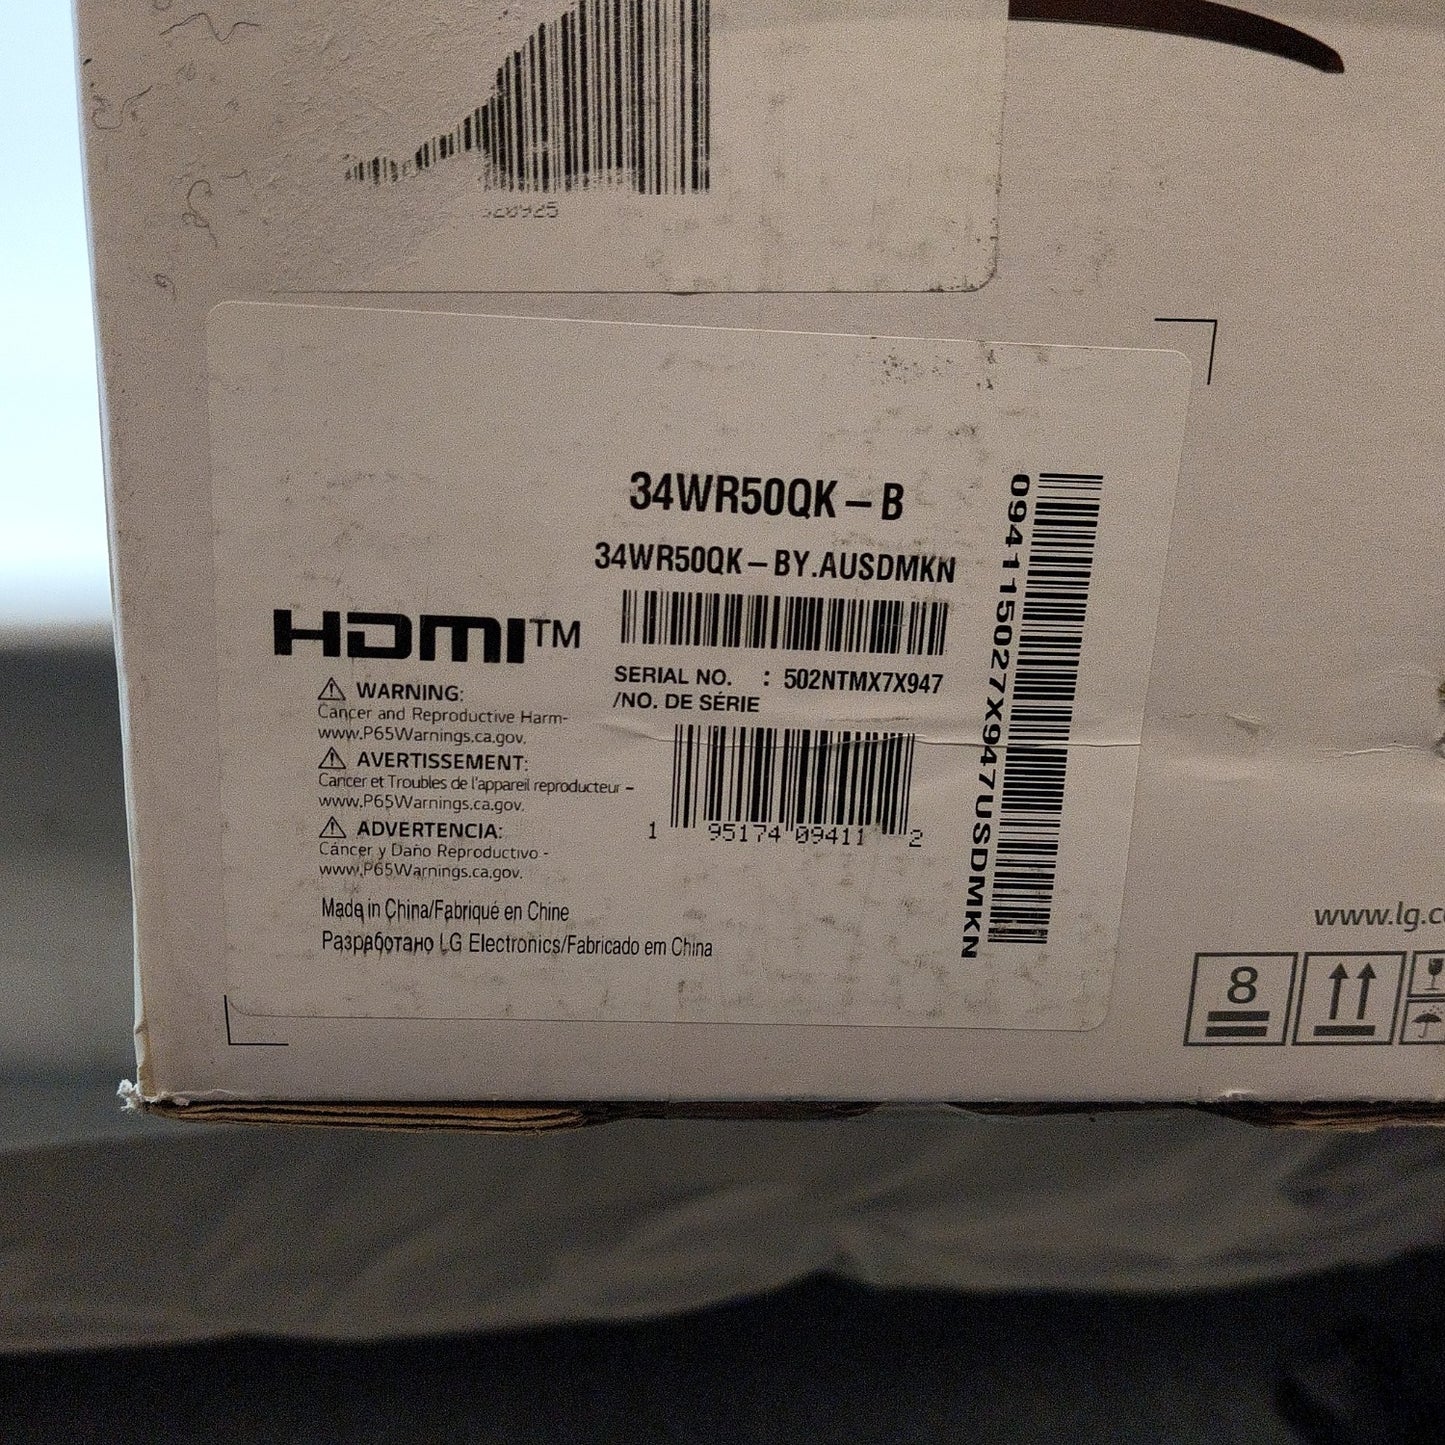 34WR50QK – B
34WR50QK – BY.AUSDMKN
HDMI™
SERIAL NO. : 502NTMX7X947
/NO. DE SÉRIE
1 95174 09411 2
094115027X947USDMKN
⚠ WARNING:
Cancer and Reproductive Harm-
www.P65Warnings.ca.gov.
⚠ AVERTISSEMENT:
Cancer et Troubles de l'appareil reproducteur –
www.P65Warnings.ca.gov.
⚠ ADVERTENCIA:
Cáncer y Daño Reproductivo -
www.P65Warnings.ca.gov.
Made in China/Fabriqué en Chine
Разработано LG Electronics/Fabricado em China
8